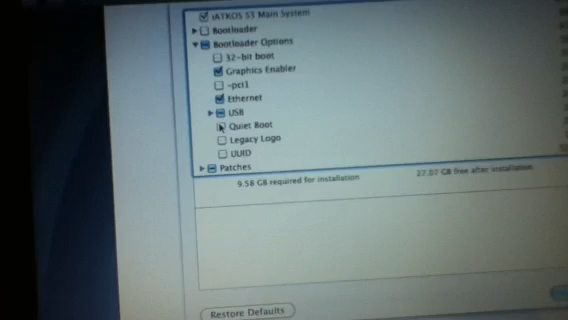 iATKOS S3 Main System
Bootloader
Bootloader Options
32-bit boot
Graphics Enabler
-pci1
Ethernet
USB
Quiet Boot
Legacy Logo
UUID
Patches
9.58 GB required for installation
27.07 GB free after installation
Restore Defaults